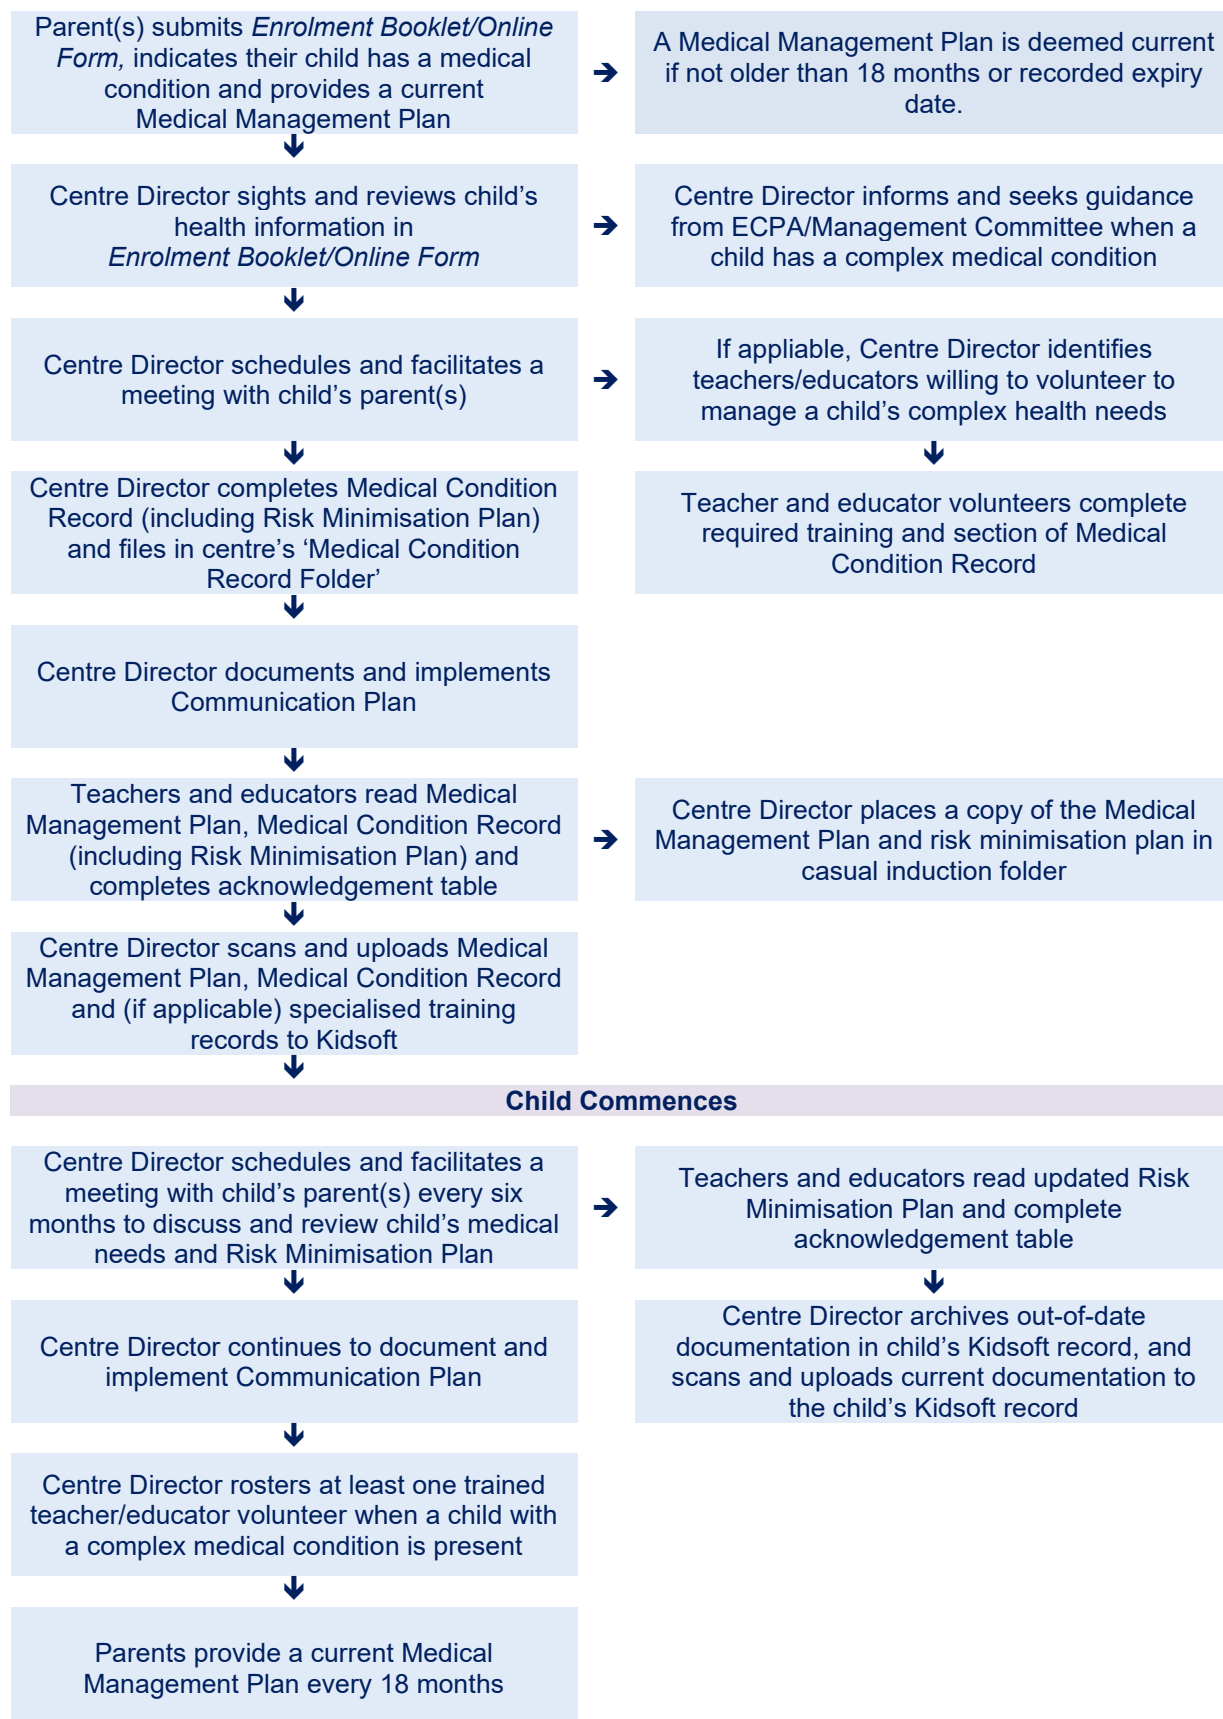 Parent(s) submits Enrolment Booklet/Online
Form, indicates their child has a medical
condition and provides a current
Medical Management Plan
➔
A Medical Management Plan is deemed current
if not older than 18 months or recorded expiry
date.
Centre Director sights and reviews child's
health information in
Enrolment Booklet/Online Form
➔
Centre Director informs and seeks guidance
from ECPA/Management Committee when a
child has a complex medical condition
Centre Director schedules and facilitates a
meeting with child's parent(s)
➔
If appliable, Centre Director identifies
teachers/educators willing to volunteer to
manage a child's complex health needs
Centre Director completes Medical Condition
Record (including Risk Minimisation Plan)
and files in centre's ‘Medical Condition
Record Folder’
Teacher and educator volunteers complete
required training and section of Medical
Condition Record
Centre Director documents and implements
Communication Plan
Teachers and educators read Medical
Management Plan, Medical Condition Record
(including Risk Minimisation Plan) and
completes acknowledgement table
➔
Centre Director places a copy of the Medical
Management Plan and risk minimisation plan in
casual induction folder
Centre Director scans and uploads Medical
Management Plan, Medical Condition Record
and (if applicable) specialised training
records to Kidsoft
Child Commences
Centre Director schedules and facilitates a
meeting with child's parent(s) every six
months to discuss and review child's medical
needs and Risk Minimisation Plan
➔
Teachers and educators read updated Risk
Minimisation Plan and complete
acknowledgement table
Centre Director continues to document and
implement Communication Plan
Centre Director archives out-of-date
documentation in child's Kidsoft record, and
scans and uploads current documentation to
the child's Kidsoft record
Centre Director rosters at least one trained
teacher/educator volunteer when a child with
a complex medical condition is present
Parents provide a current Medical
Management Plan every 18 months